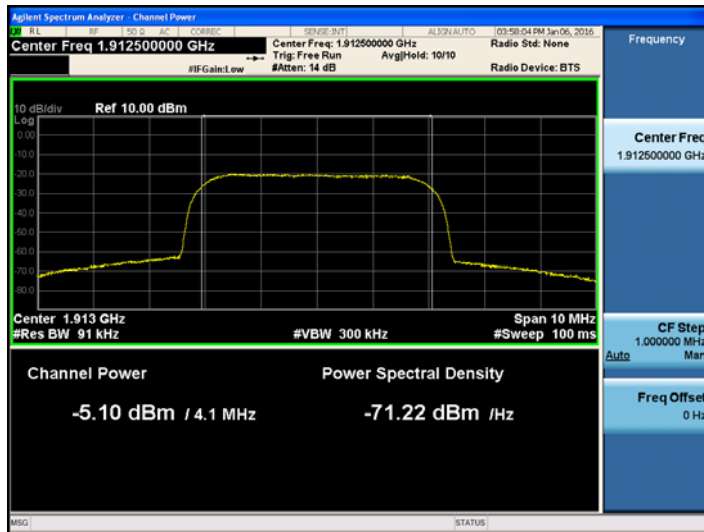 Agilent Spectrum Analyzer - Channel Power
RL RF 50 Ω AC CORREC SENSE:INT ALIGN AUTO 03:58:04 PM Jan 06, 2016
Center Freq 1.912500000 GHz
Center Freq: 1.912500000 GHz
Radio Std: None
Trig: Free Run Avg|Hold: 10/10
#IFGain:Low
#Atten: 14 dB
Radio Device: BTS
10 dB/div Ref 10.00 dBm
Log
0.00
-10.0
-20.0
-30.0
-40.0
-50.0
-60.0
-70.0
-80.0
Center 1.913 GHz
Span 10 MHz
#Res BW 91 kHz
#VBW 300 kHz
#Sweep 100 ms
Channel Power
Power Spectral Density
-5.10 dBm / 4.1 MHz
-71.22 dBm /Hz
MSG
STATUS
Frequency
Center Freq
1.912500000 GHz
CF Step
1.000000 MHz
Auto Man
Freq Offset
0 Hz